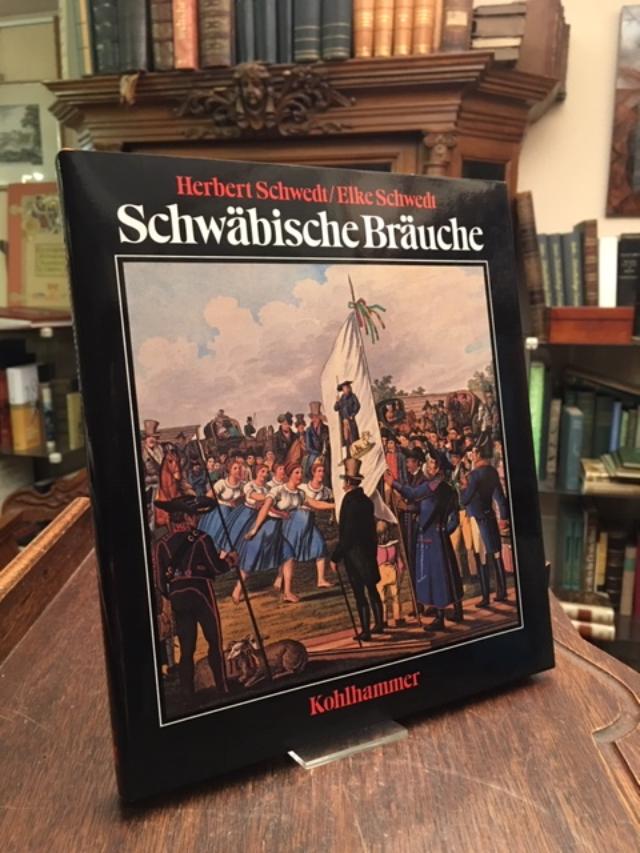 Herbert Schwedt/Elke Schwedt
Schwäbische Bräuche
Kohlhammer